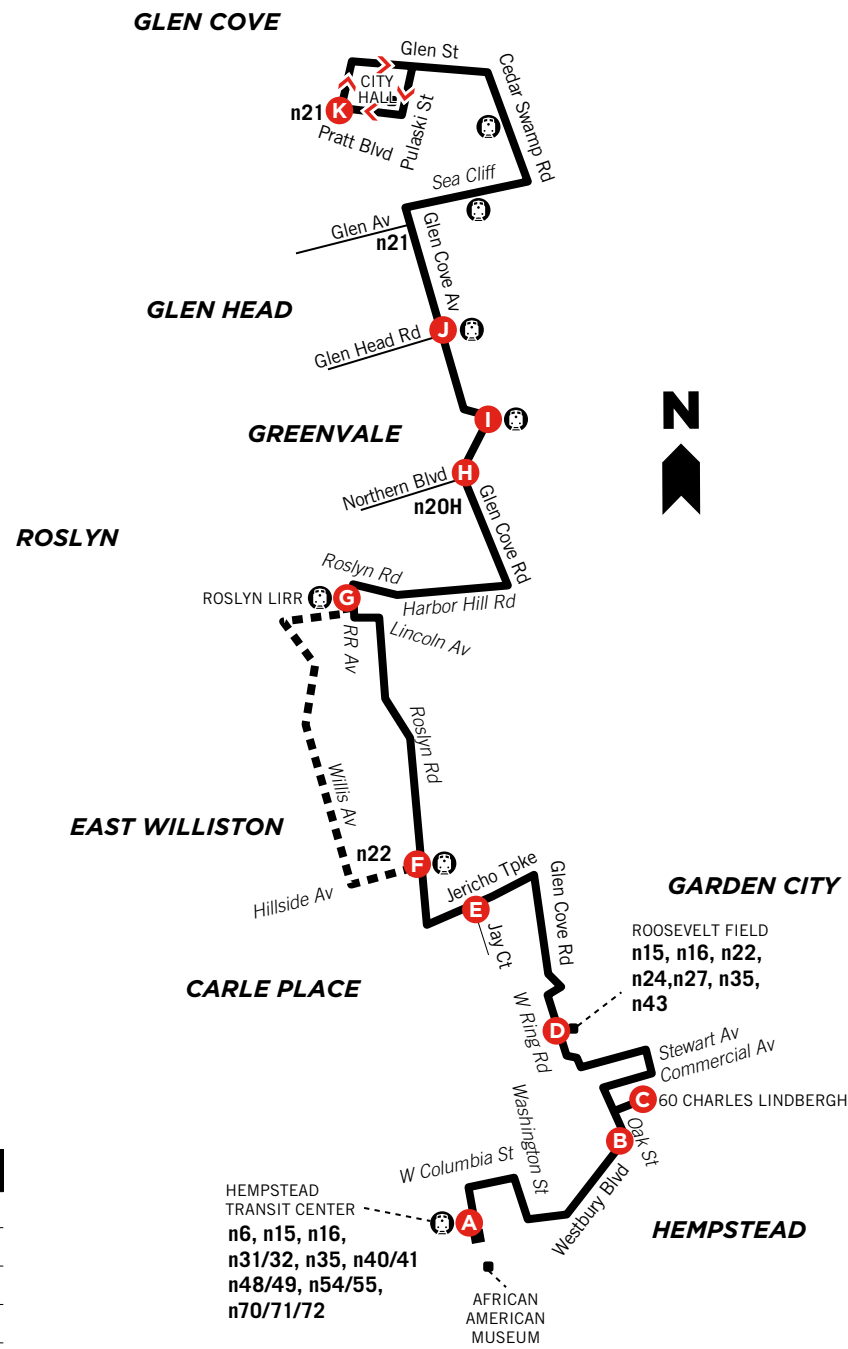 GLEN COVE
Glen St
CITY
HALL
K
n21
Pratt Blvd
Pulaski St
Cedar Swamp Rd
Sea Cliff
Glen Av
n21
Glen Cove Av
GLEN HEAD
J
Glen Head Rd
I
GREENVALE
N
H
Northern Blvd
n20H
Glen Cove Rd
ROSLYN
Roslyn Rd
ROSLYN LIRR
G
Harbor Hill Rd
RR Av
Lincoln Av
Roslyn Rd
Willis Av
EAST WILLISTON
n22
F
Hillside Av
Jericho Tpke
E
Jay Ct
Glen Cove Rd
GARDEN CITY
ROOSEVELT FIELD
n15, n16, n22,
n24,n27, n35,
n43
CARLE PLACE
W Ring Rd
D
Stewart Av
Commercial Av
C
60 CHARLES LINDBERGH
B
Oak St
Washington St
W Columbia St
Westbury Blvd
HEMPSTEAD
TRANSIT CENTER
A
n6, n15, n16,
n31/32, n35, n40/41
n48/49, n54/55,
n70/71/72
HEMPSTEAD
AFRICAN
AMERICAN
MUSEUM